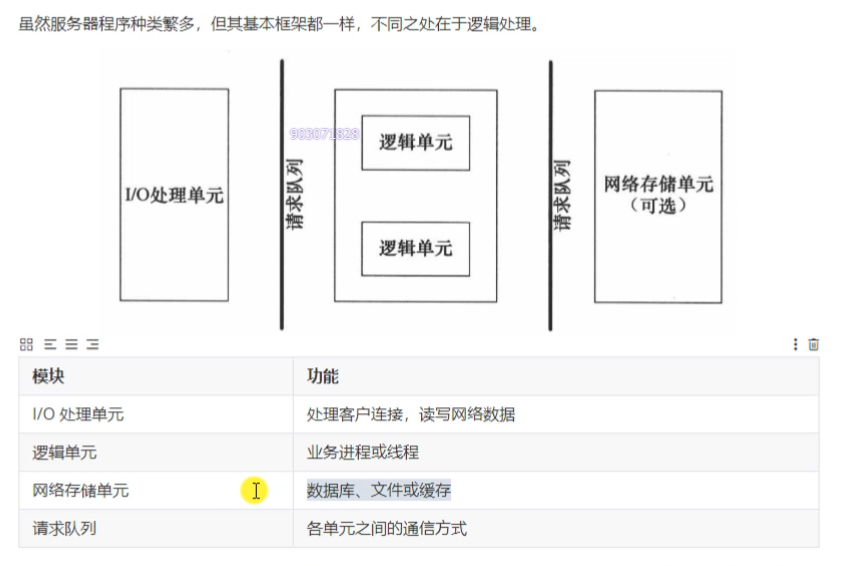 虽然服务器程序种类繁多，但其基本框架都一样，不同之处在于逻辑处理。
I/O处理单元
903071828
请求队列
逻辑单元
逻辑单元
请求队列
网络存储单元
（可选）
模块 功能
I/O 处理单元 处理客户连接，读写网络数据
逻辑单元 业务进程或线程
网络存储单元 数据库、文件或缓存
请求队列 各单元之间的通信方式